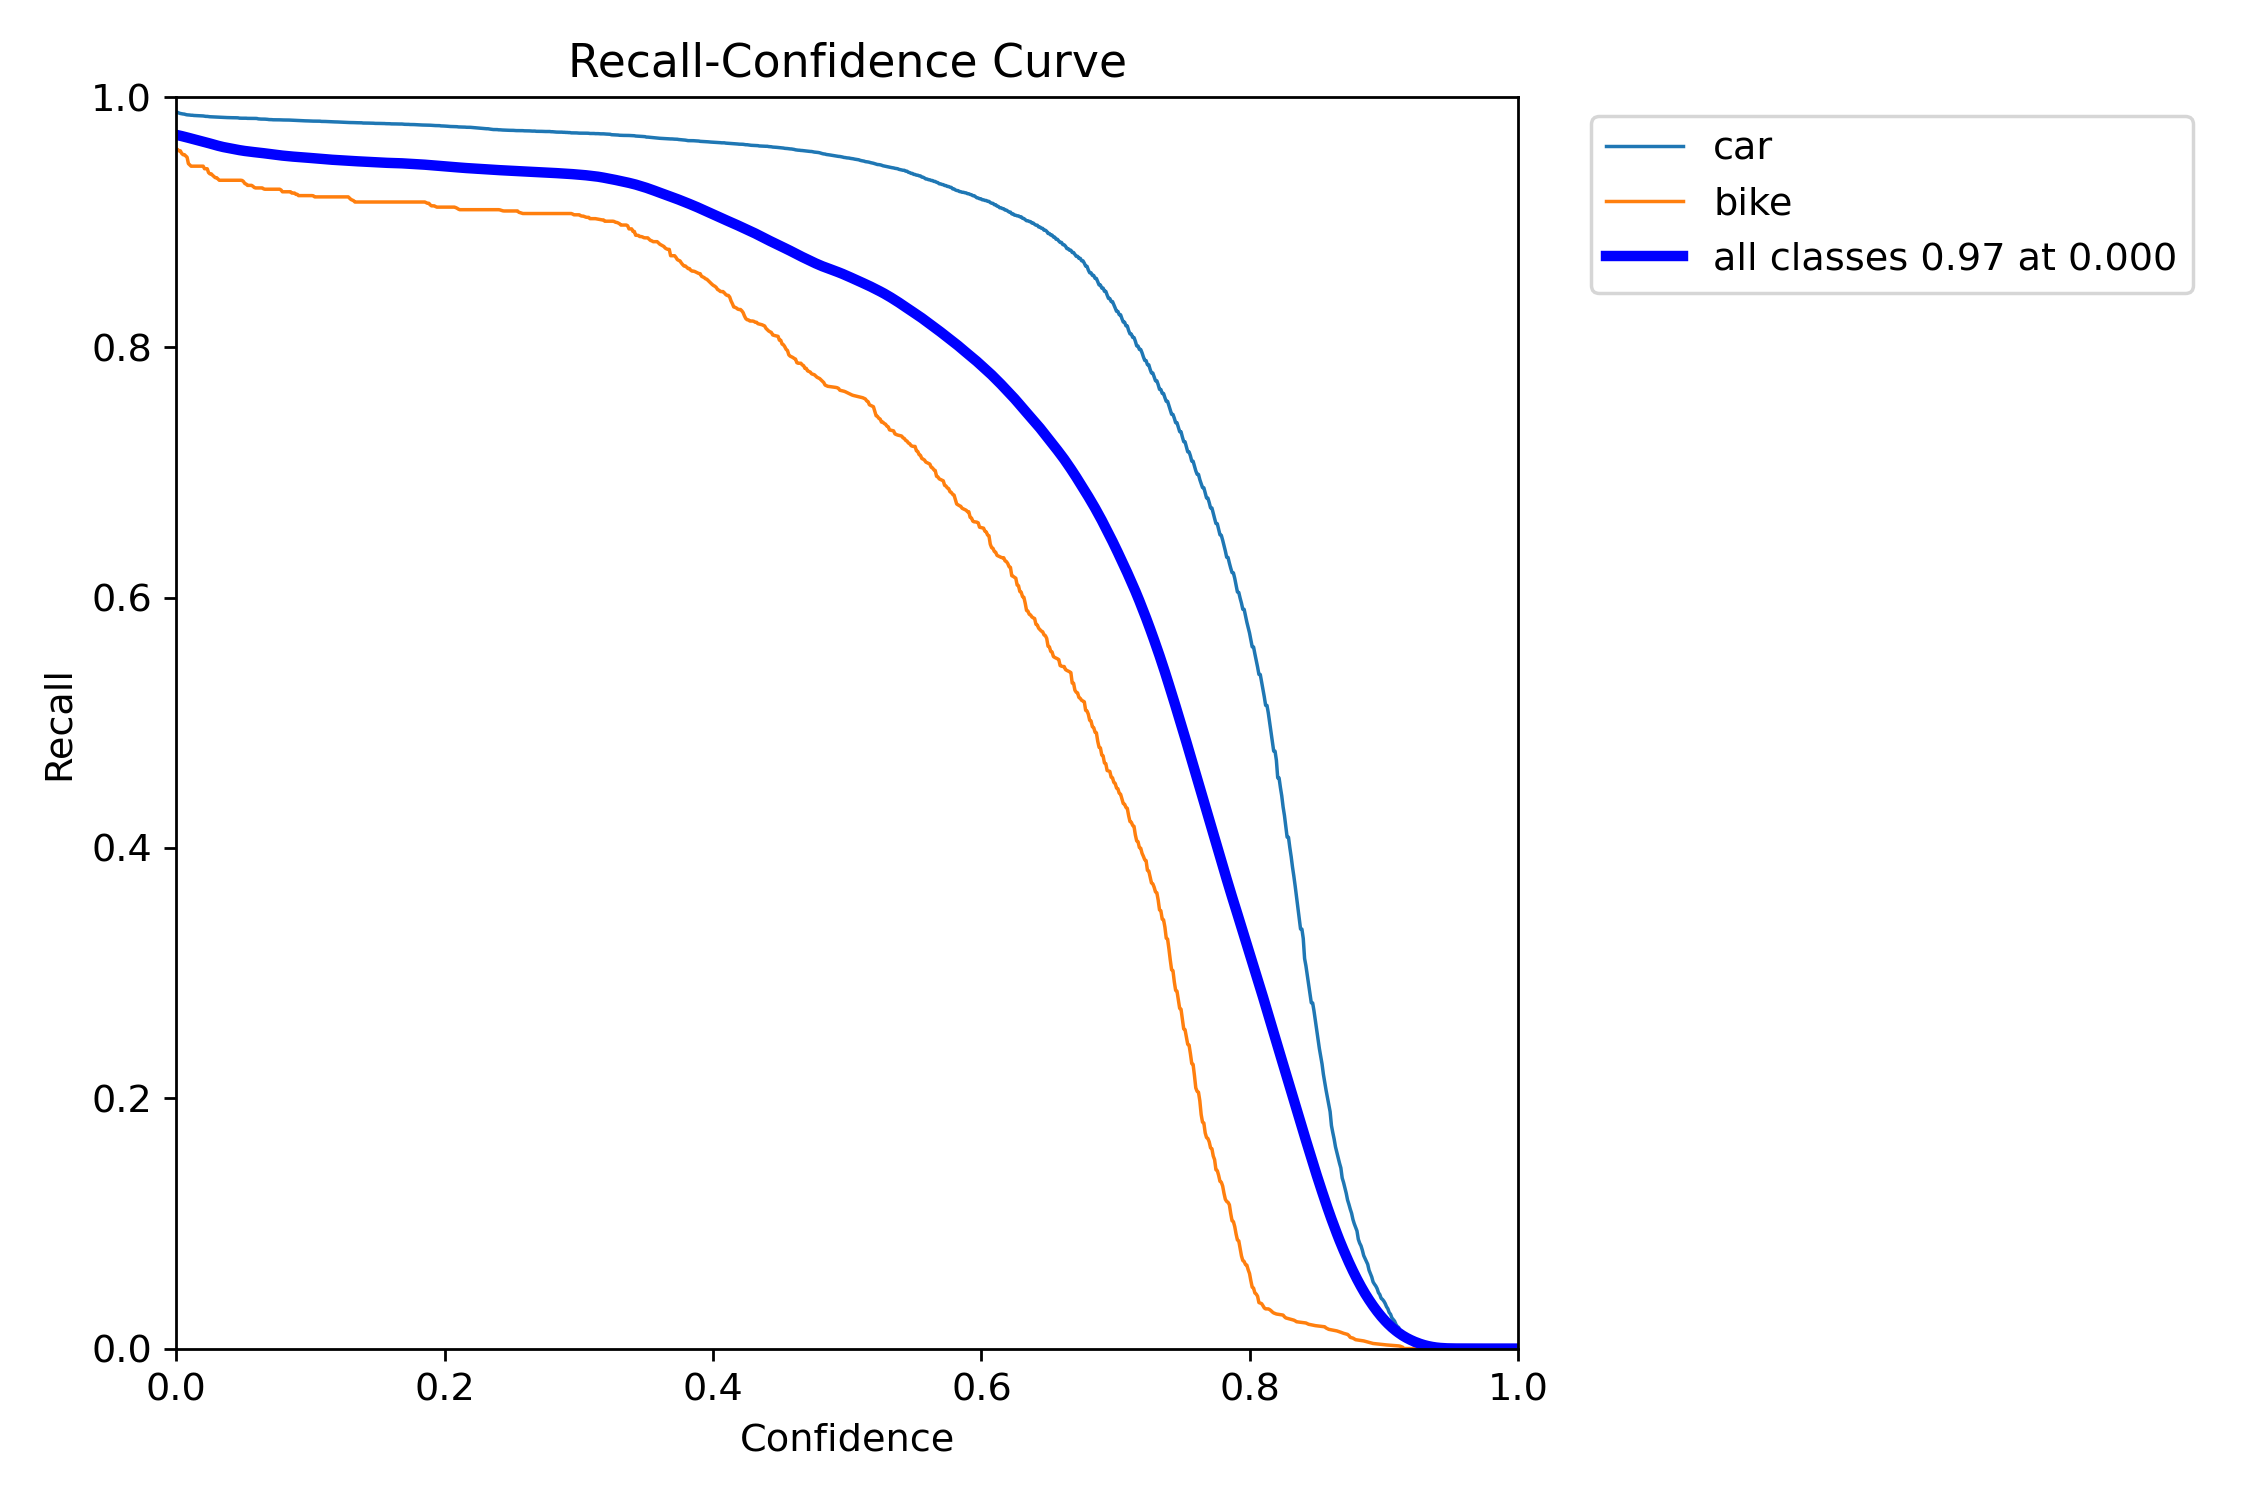 Recall-Confidence Curve
1.0
0.8
0.6
0.4
0.2
0.0
Recall
0.0 0.2 0.4 0.6 0.8 1.0
Confidence
car
bike
all classes 0.97 at 0.000